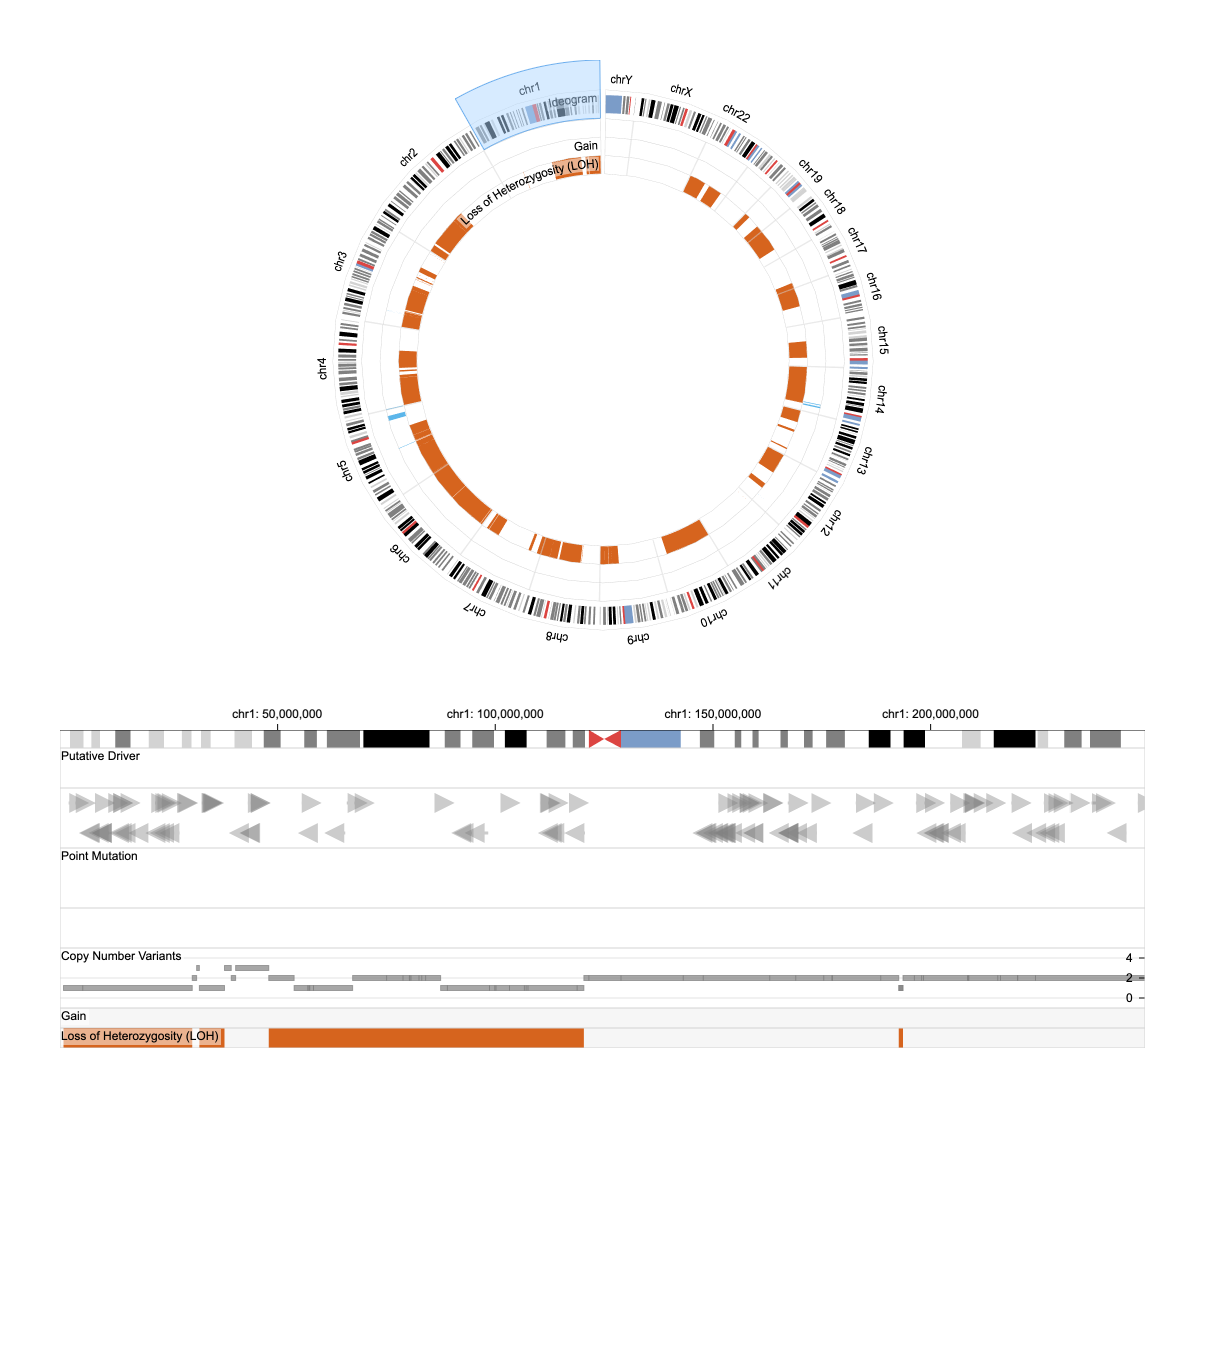 chr1
Ideogram
Gain
Loss of Heterozygosity (LOH)
chrY
chrX
chr22
chr19
chr18
chr17
chr16
chr15
chr14
chr13
chr12
chr11
chr10
chr9
chr8
chr7
chr6
chr5
chr4
chr3
chr2
chr1: 50,000,000 chr1: 100,000,000 chr1: 150,000,000 chr1: 200,000,000
Putative Driver
Point Mutation
Copy Number Variants
4
2
0
Gain
Loss of Heterozygosity (LOH)